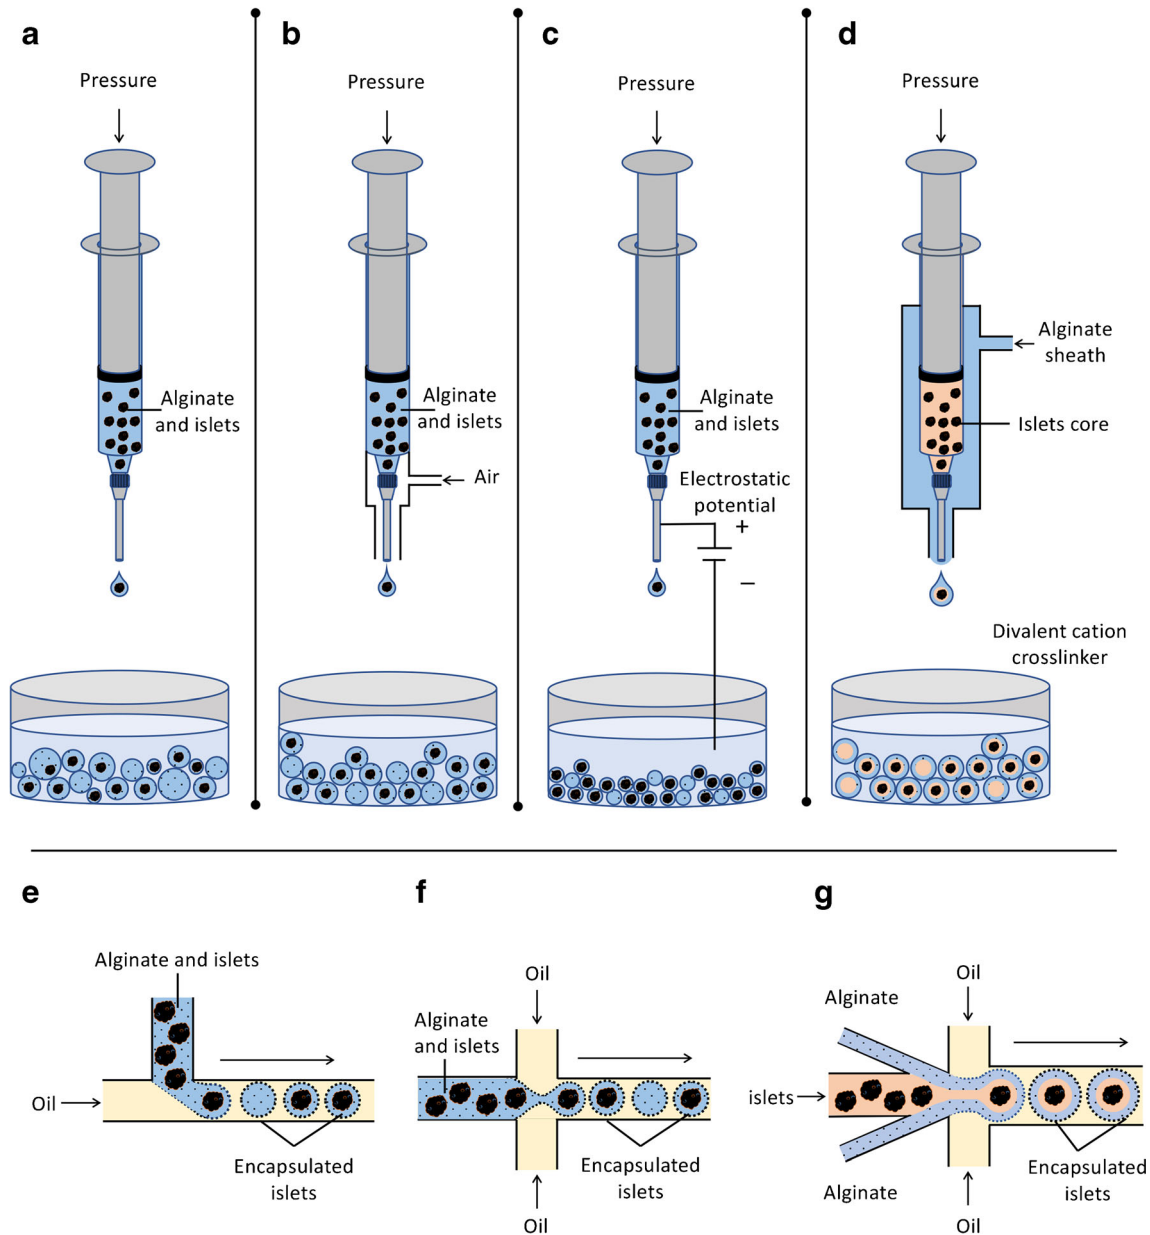 a
Pressure
Alginate
and islets
b
Pressure
Alginate
and islets
Air
c
Pressure
Alginate
and islets
Electrostatic
potential
+
–
d
Pressure
Alginate
sheath
Islets core
Divalent cation
crosslinker
e
Alginate and islets
Oil
Encapsulated
islets
f
Oil
Alginate
and islets
Encapsulated
islets
Oil
g
Oil
Alginate
islets
Encapsulated
islets
Alginate
Oil